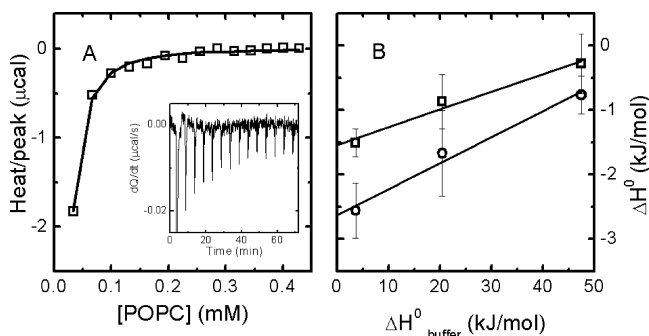 A
Heat/peak (μcal)
0
-1
-2
0.0 0.1 0.2 0.3 0.4
[POPC] (mM)
dQ/dt (μcal/s)
0.00
-0.02
0 20 40 60
Time (min)
B
0
-1
-2
-3
ΔH⁰ (kJ/mol)
0 10 20 30 40 50
ΔH⁰buffer (kJ/mol)